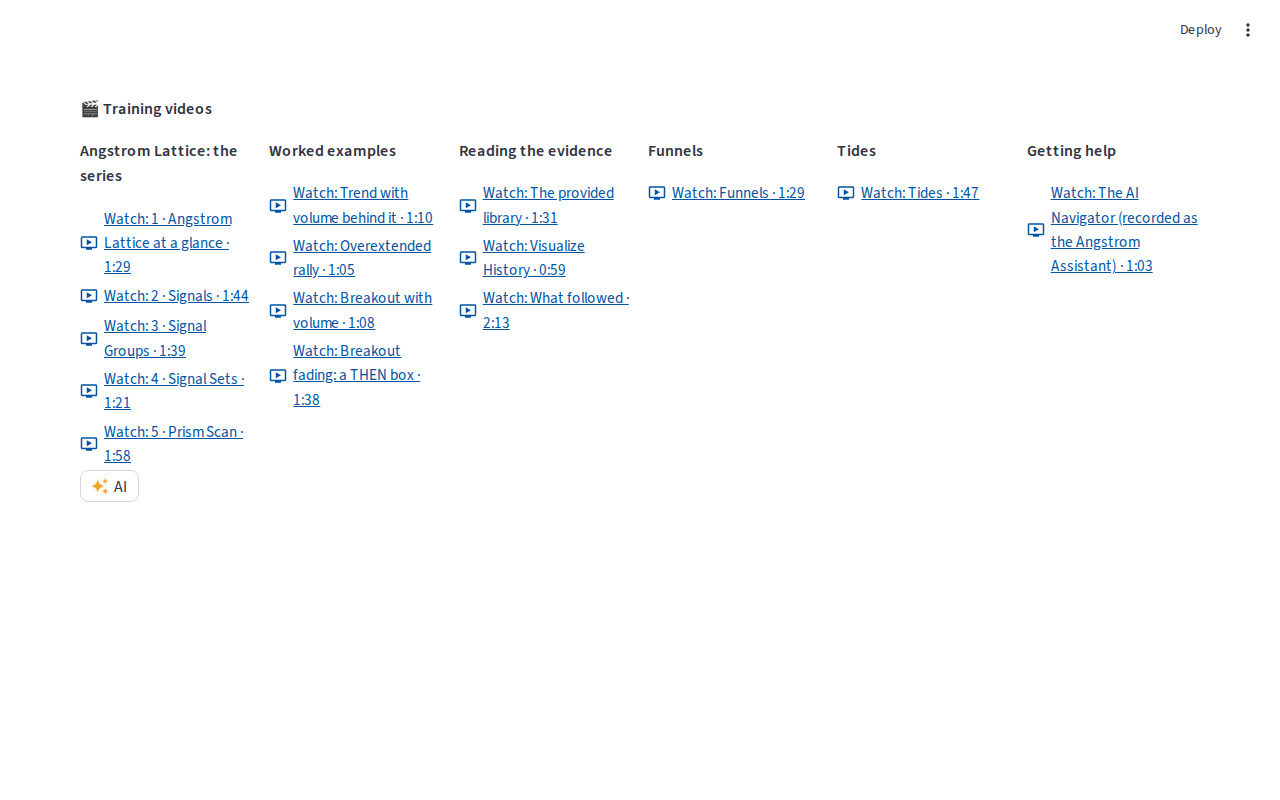 Deploy
🎬 Training videos
Angstrom Lattice: the
series
Watch: 1 · Angstrom
Lattice at a glance ·
1:29
Watch: 2 · Signals · 1:44
Watch: 3 · Signal
Groups · 1:39
Watch: 4 · Signal Sets ·
1:21
Watch: 5 · Prism Scan ·
1:58
Worked examples
Watch: Trend with
volume behind it · 1:10
Watch: Overextended
rally · 1:05
Watch: Breakout with
volume · 1:08
Watch: Breakout
fading: a THEN box ·
1:38
Reading the evidence
Watch: The provided
library · 1:31
Watch: Visualize
History · 0:59
Watch: What followed ·
2:13
Funnels
Watch: Funnels · 1:29
Tides
Watch: Tides · 1:47
Getting help
Watch: The AI
Navigator (recorded as
the Angstrom
Assistant) · 1:03
✨ AI